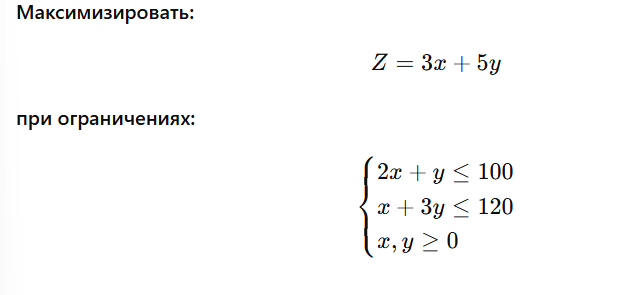 Максимизировать:
Z = 3x + 5y
при ограничениях:
2x + y ≤ 100
x + 3y ≤ 120
x, y ≥ 0